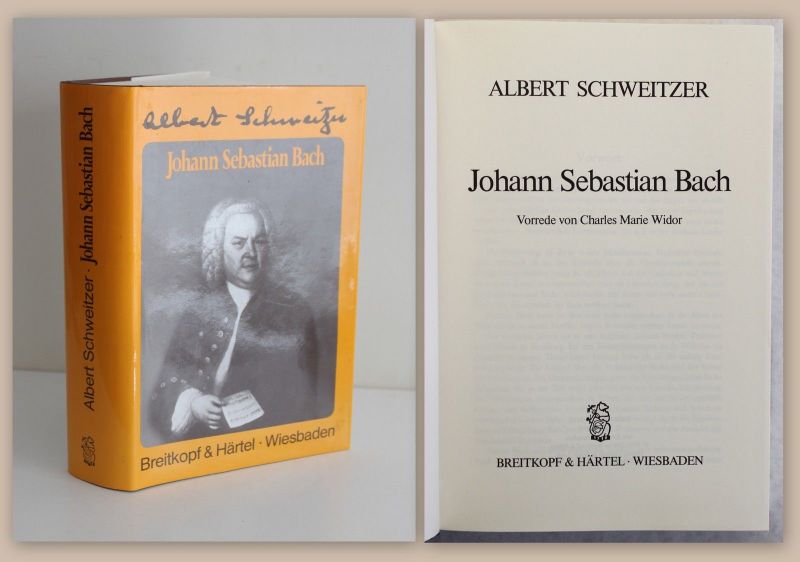 Albert Schweitzer · Johann Sebastian Bach
Albert Schweitzer
Johann Sebastian Bach
Breitkopf & Härtel · Wiesbaden
ALBERT SCHWEITZER
Johann Sebastian Bach
Vorrede von Charles Marie Widor
BREITKOPF & HÄRTEL · WIESBADEN